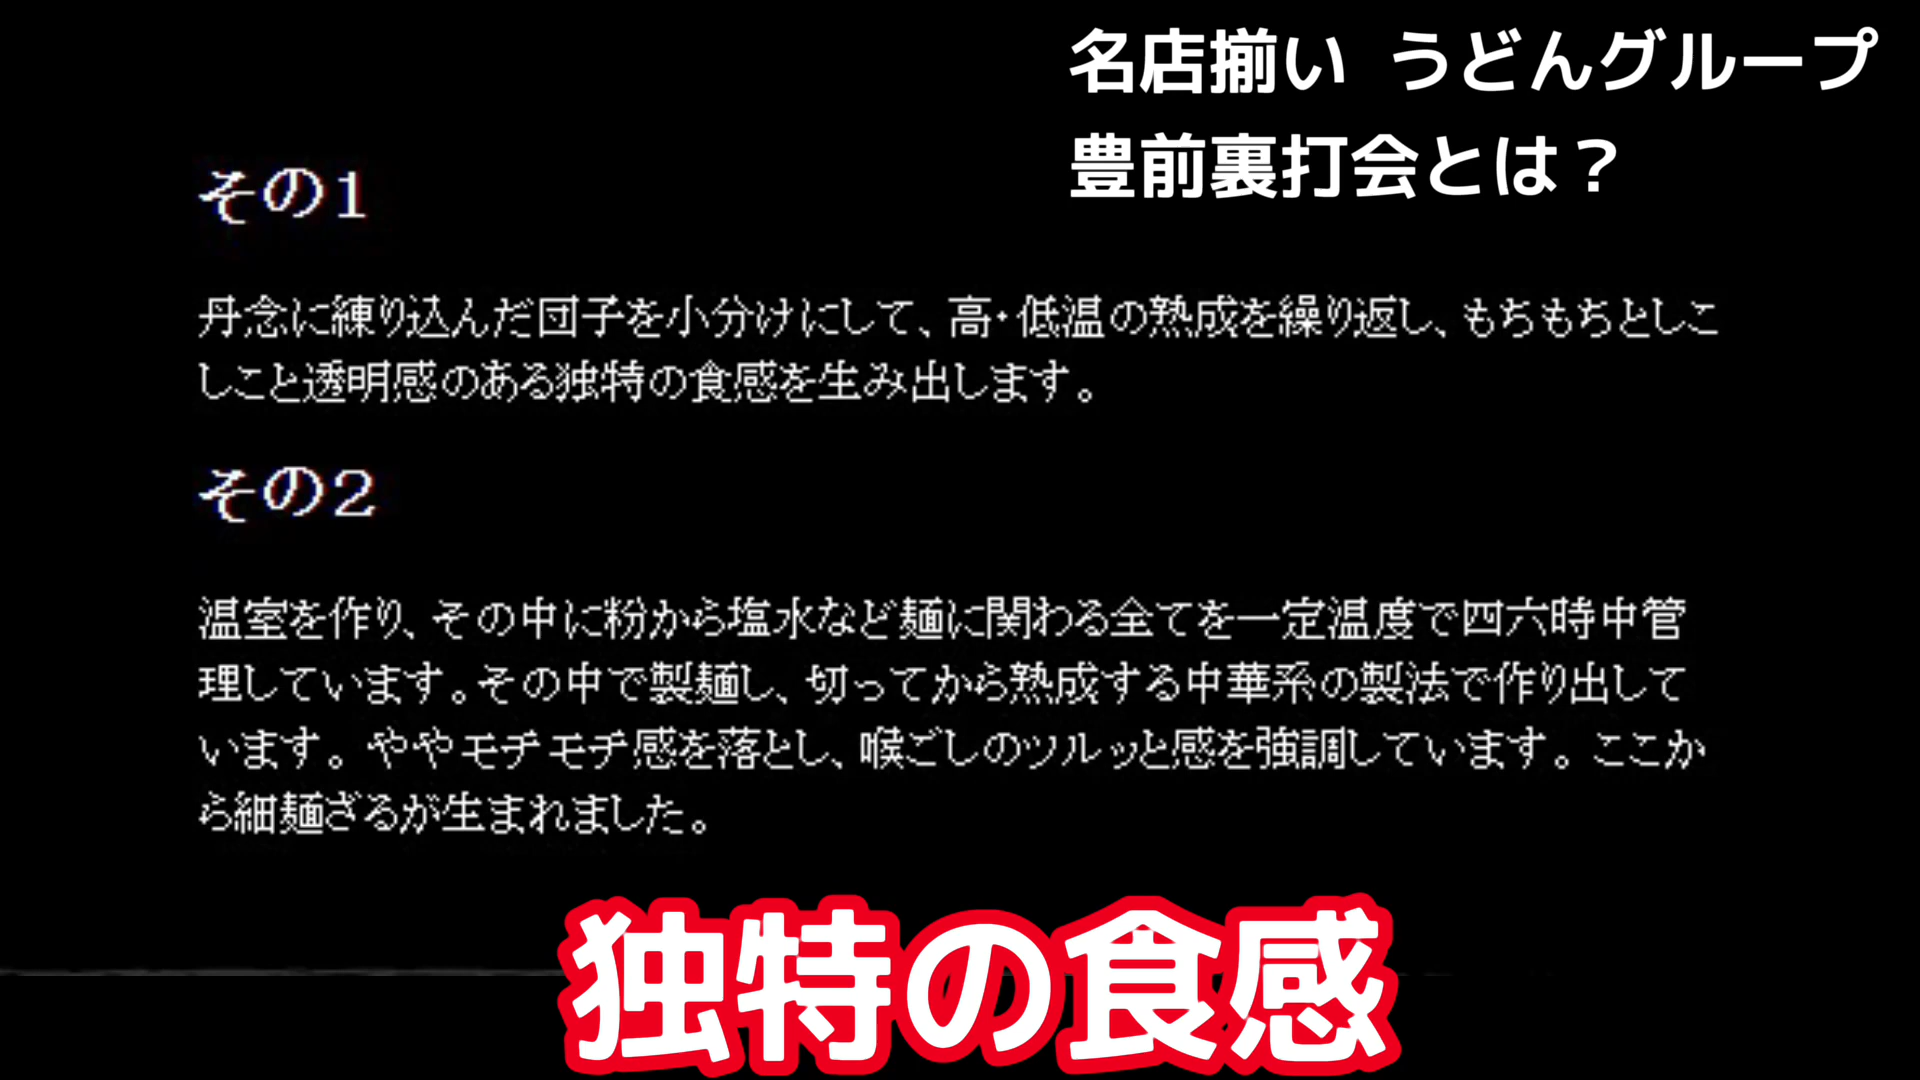 名店揃い うどんグループ
豊前裏打会とは？
その1
丹念に練り込んだ団子を小分けにして、高・低温の熟成を繰り返し、もちもちとしこ
しこと透明感のある独特の食感を生み出します。
その2
温室を作り、その中に粉から塩水など麺に関わる全てを一定温度で四六時中管
理しています。その中で製麺し、切ってから熟成する中華系の製法で作り出して
います。ややモチモチ感を落とし、喉ごしのツルッと感を強調しています。ここか
ら細麺ざるが生まれました。
独特の食感